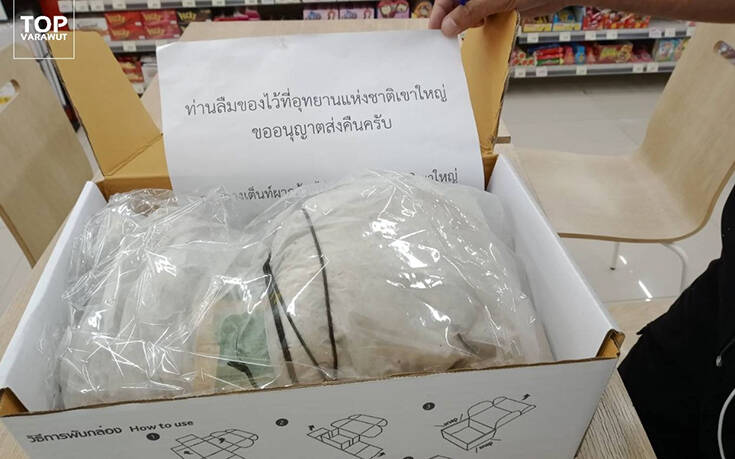 TOP
VARAWUT
ท่านลืมของไว้ที่อุทยานแห่งชาติเขาใหญ่
ขออนุญาตส่งคืนครับ
วิธีการพับกล่อง How to use
1
2
3